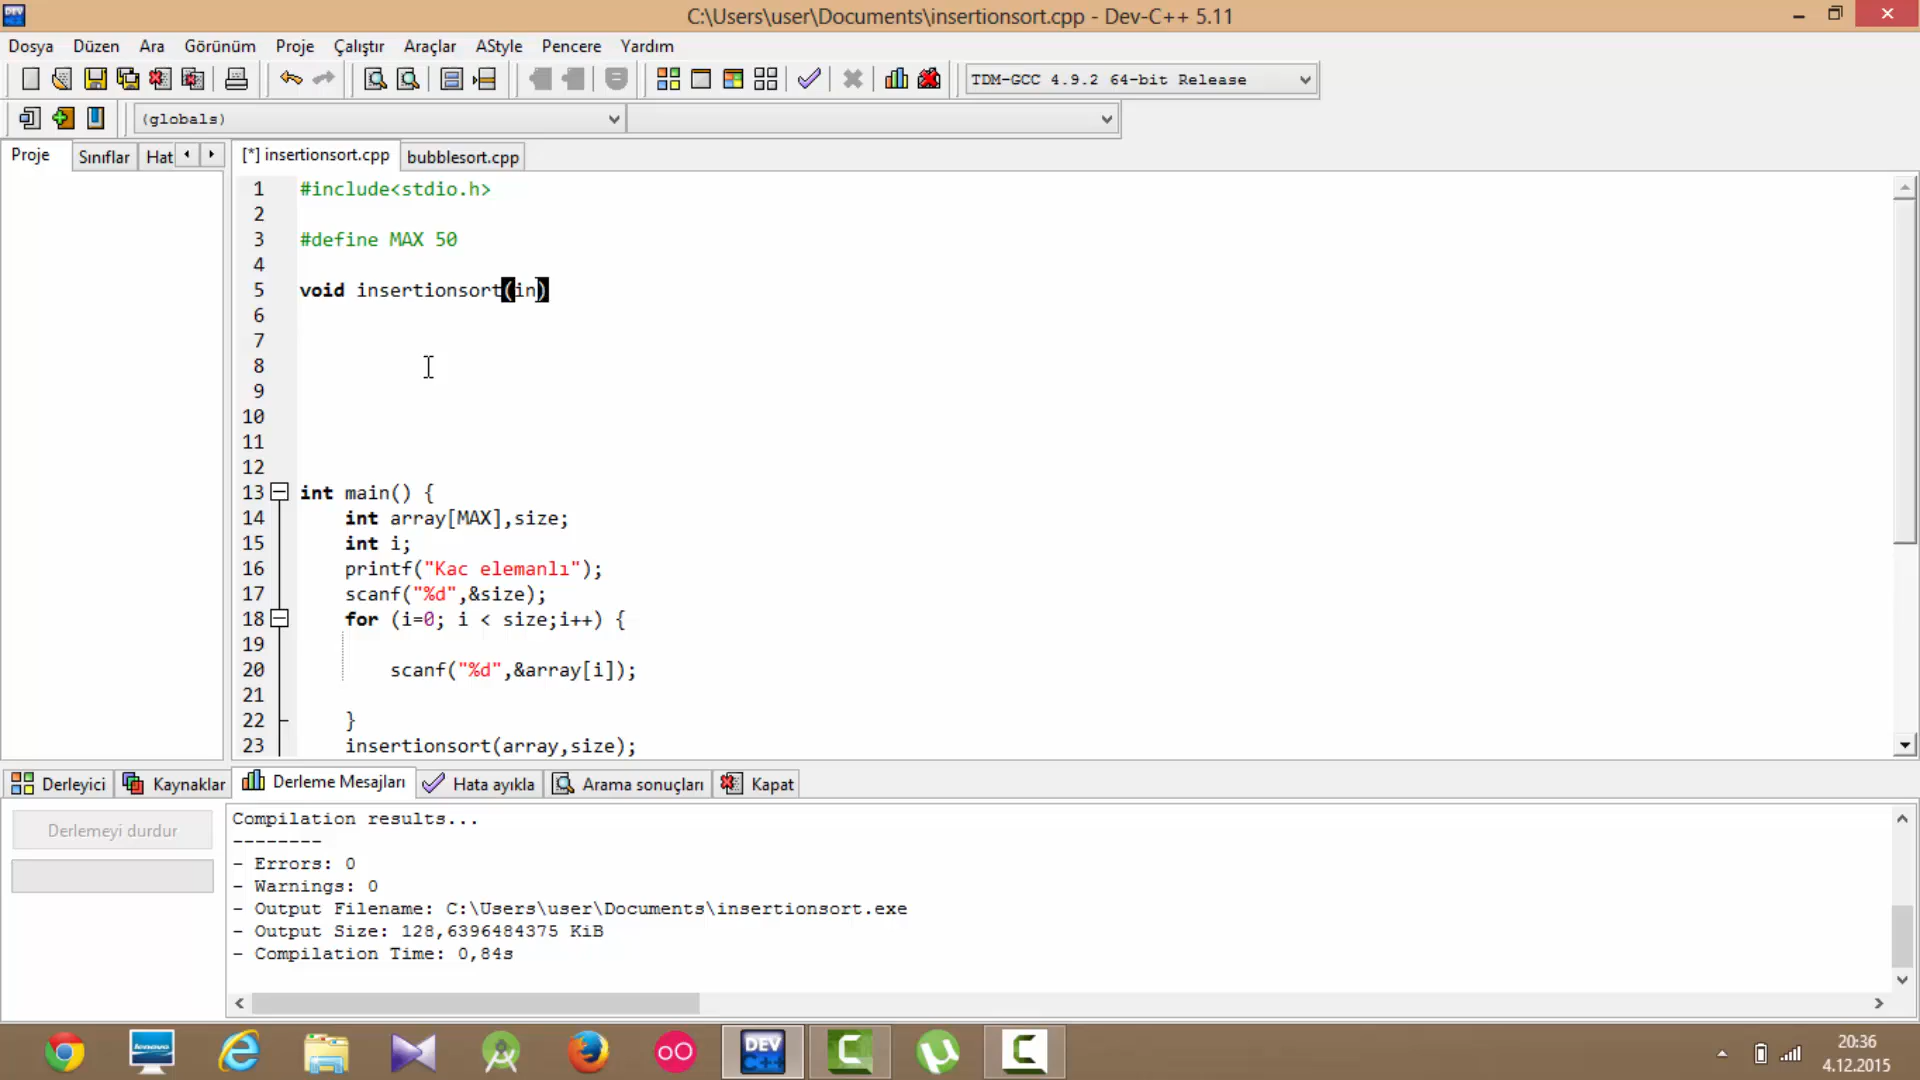 C:\Users\user\Documents\insertionsort.cpp - Dev-C++ 5.11
Dosya Düzen Ara Görünüm Proje Çalıştır Araçlar AStyle Pencere Yardım
TDM-GCC 4.9.2 64-bit Release
(globals)
Proje Sınıflar Hat [*] insertionsort.cpp bubblesort.cpp
1 #include<stdio.h>
2
3 #define MAX 50
4
5 void insertionsort(in)
6
7
8
9
10
11
12
13 int main() {
14 int array[MAX],size;
15 int i;
16 printf("Kac elemanlı");
17 scanf("%d",&size);
18 for (i=0; i < size;i++) {
19
20 scanf("%d",&array[i]);
21
22 }
23 insertionsort(array,size);
Derleyici Kaynaklar Derleme Mesajları Hata ayıkla Arama sonuçları Kapat
Derlemeyi durdur
Compilation results...
--------
- Errors: 0
- Warnings: 0
- Output Filename: C:\Users\user\Documents\insertionsort.exe
- Output Size: 128,6396484375 KiB
- Compilation Time: 0,84s
lenovo
DEV C++
20:36
4.12.2015